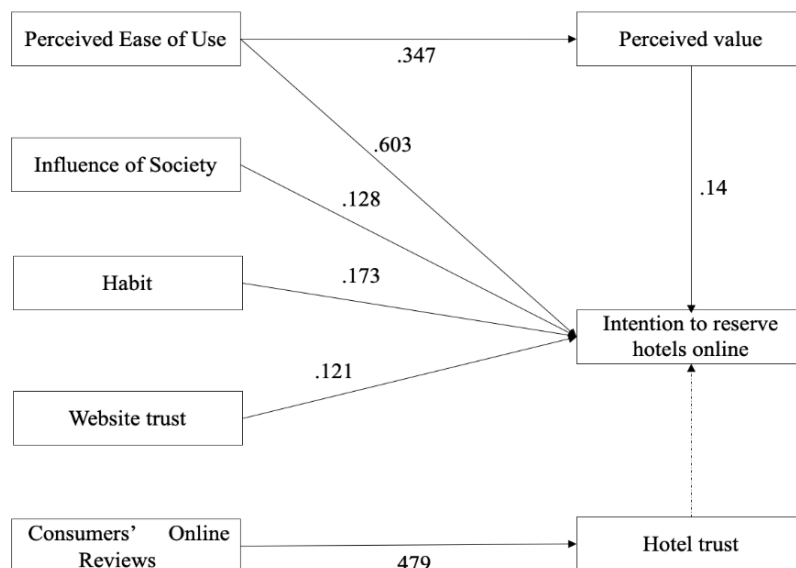 Perceived Ease of Use
Perceived value
.347
.603
Influence of Society
.128
.14
Habit
.173
Intention to reserve
hotels online
.121
Website trust
Consumers’ Online
Reviews
Hotel trust
479